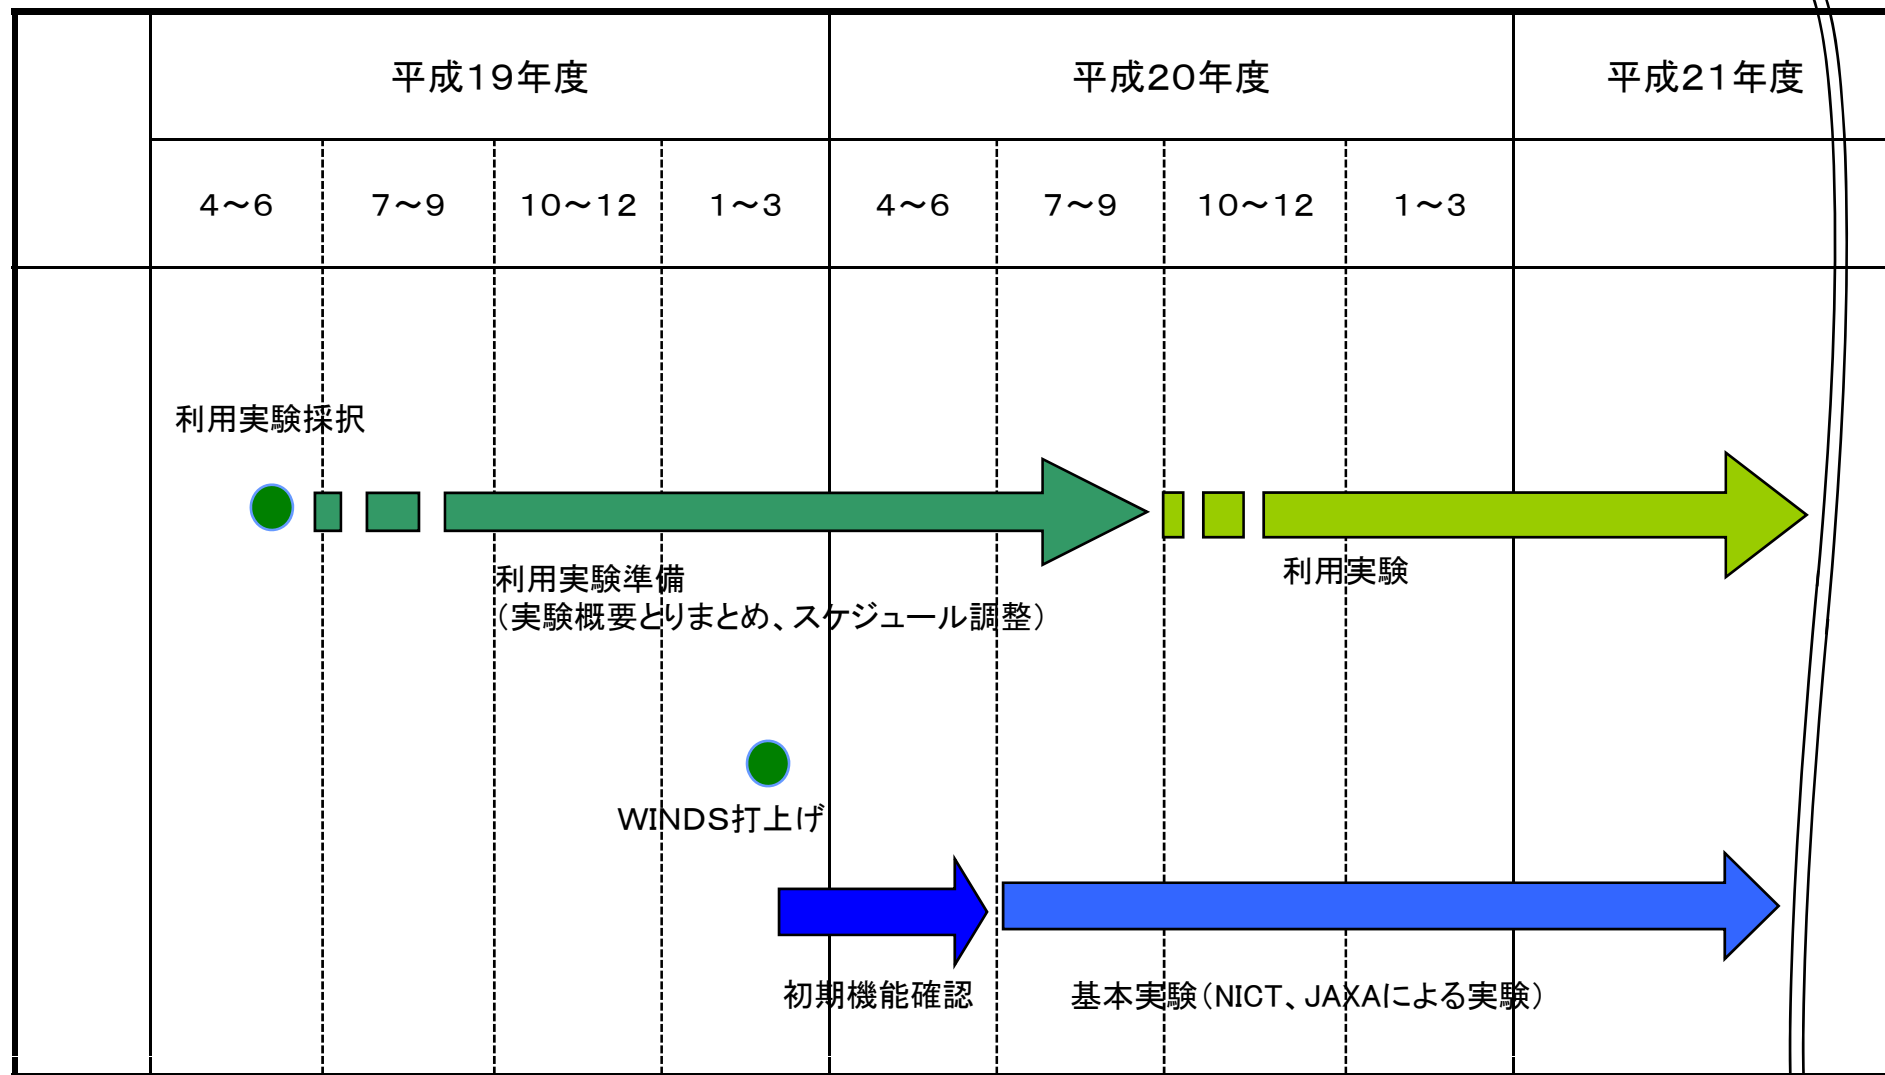 平成１９年度
平成２０年度
平成２１年度
４～６
７～９
１０～１２
１～３
４～６
７～９
１０～１２
１～３
利用実験採択
利用実験準備
（実験概要とりまとめ、スケジュール調整）
利用実験
ＷＩＮＤＳ打上げ
初期機能確認
基本実験（NICT、JAXAによる実験）